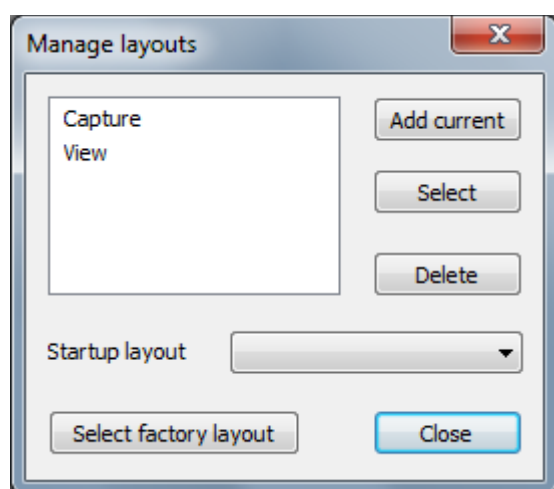 Manage layouts
Capture
View
Add current
Select
Delete
Startup layout
Select factory layout
Close